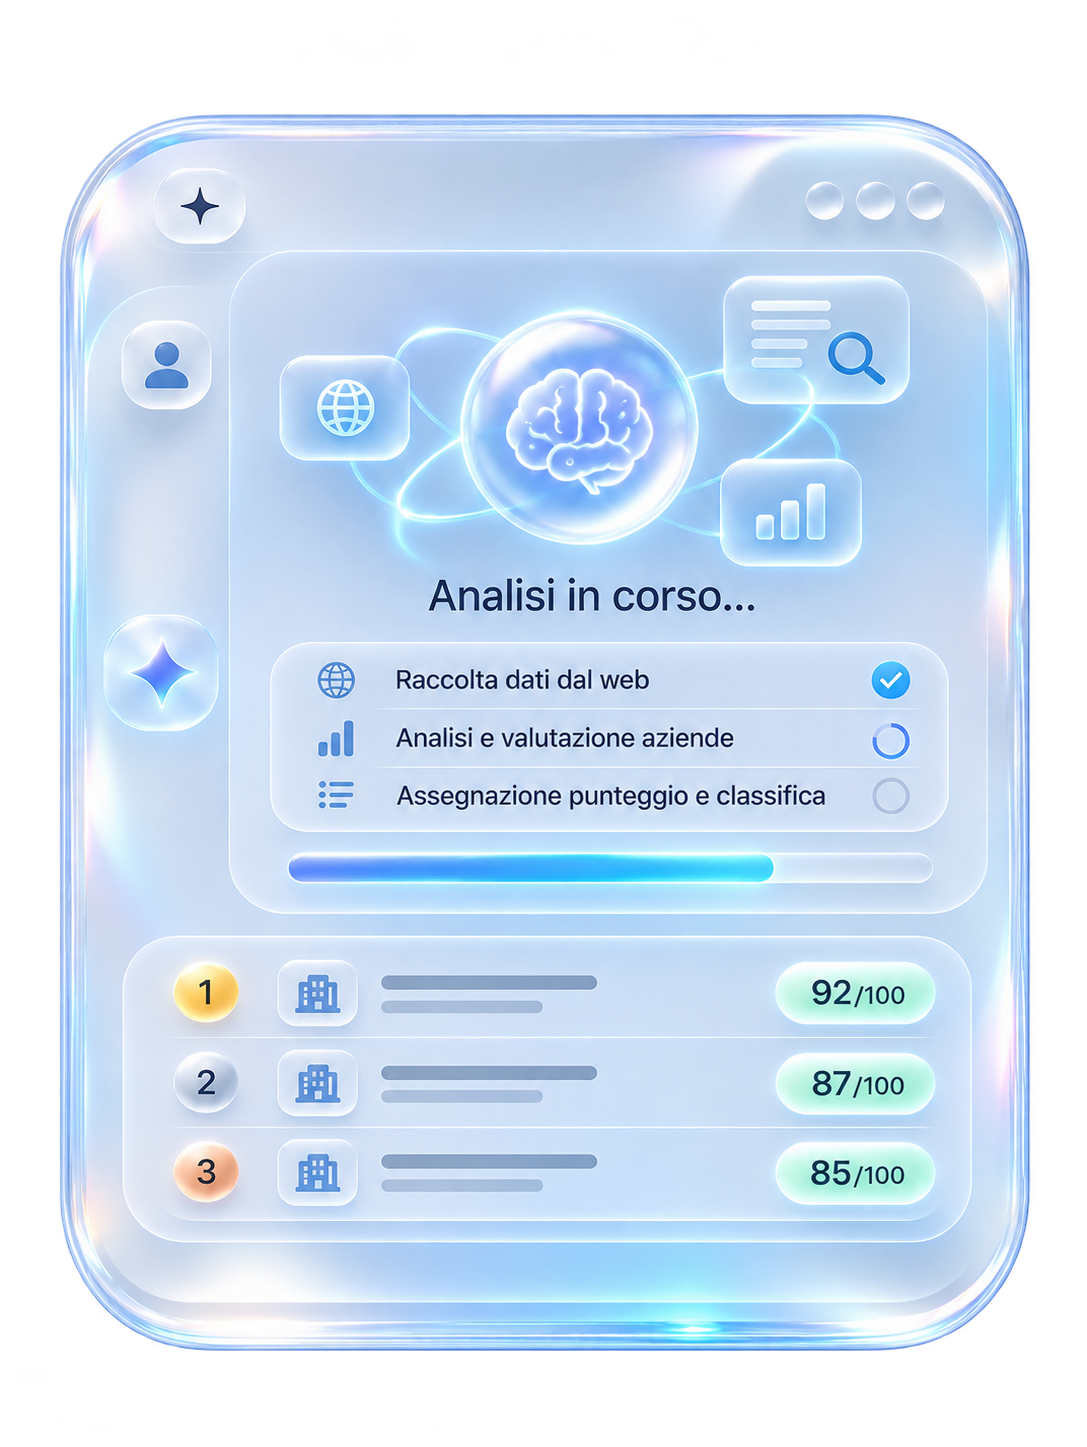 Analisi in corso...
Raccolta dati dal web
Analisi e valutazione aziende
Assegnazione punteggio e classifica
1
92/100
2
87/100
3
85/100